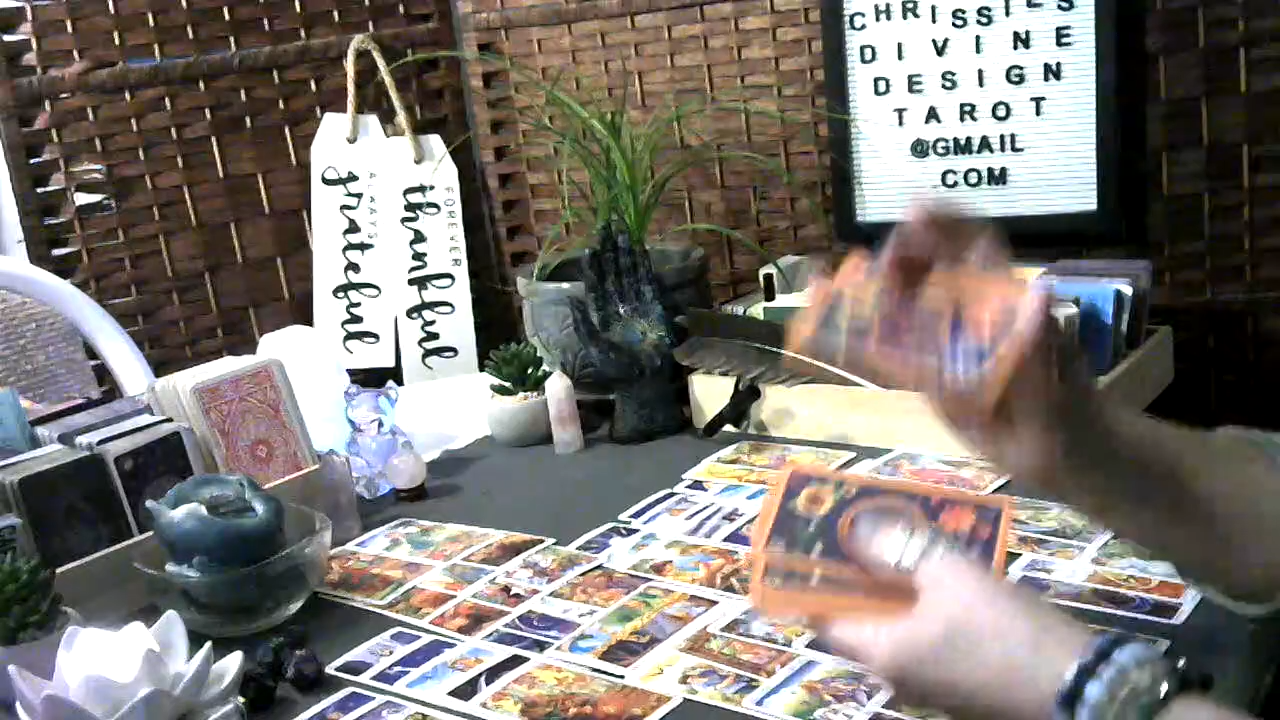 CHRISSIES
DIVINE
DESIGN
TAROT
@GMAIL
COM
ALWAYS
grateful
FOREVER
thankful